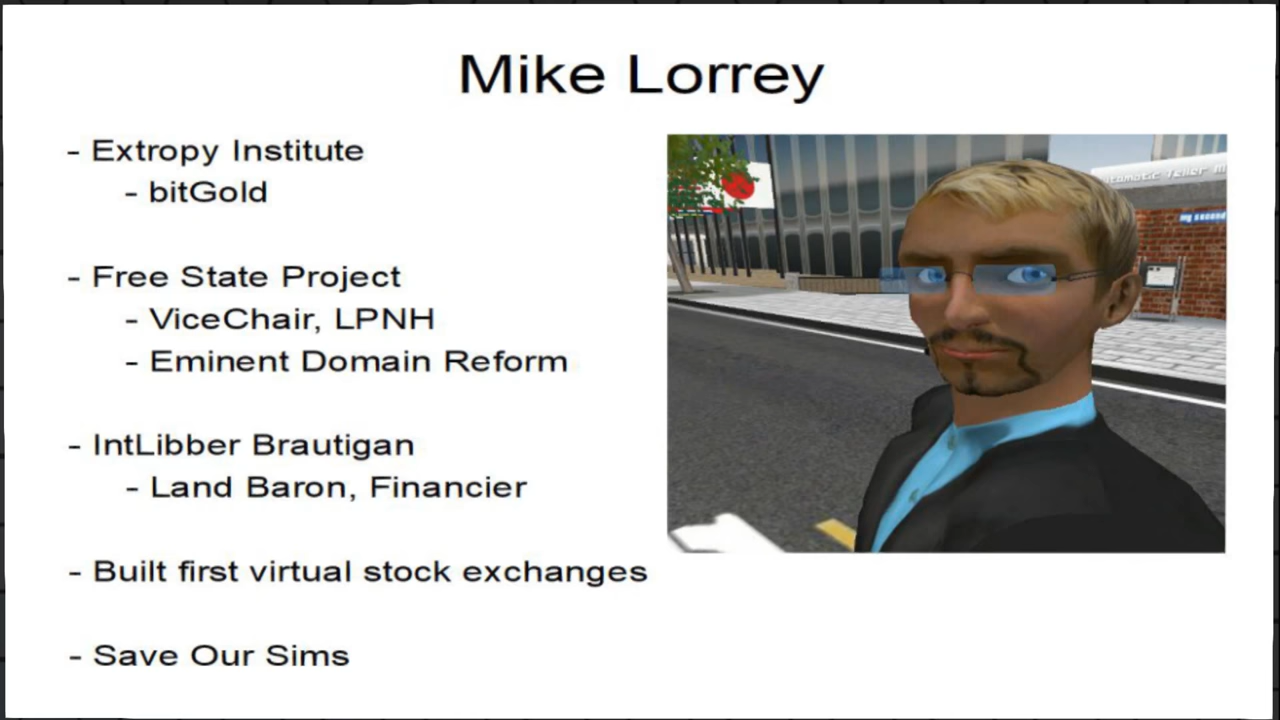 Mike Lorrey
- Extropy Institute
- bitGold
- Free State Project
- ViceChair, LPNH
- Eminent Domain Reform
- IntLibber Brautigan
- Land Baron, Financier
- Built first virtual stock exchanges
- Save Our Sims